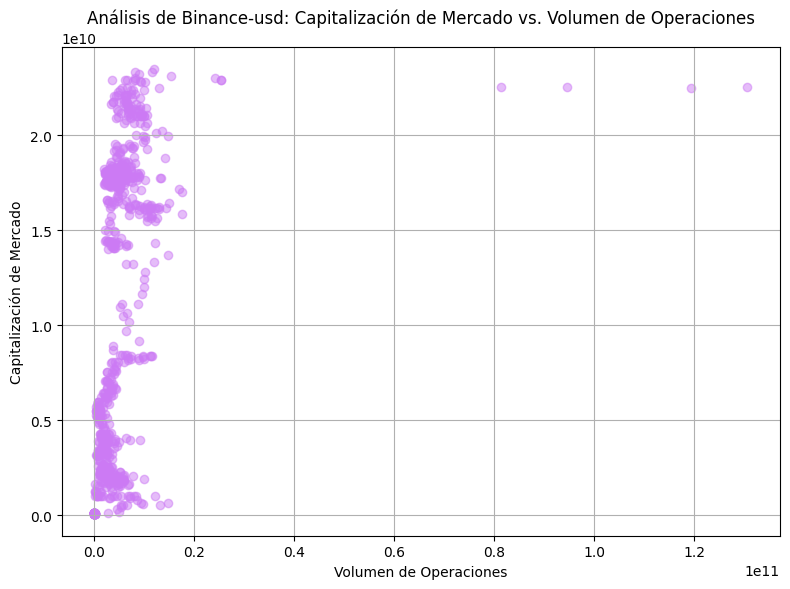 Análisis de Binance-usd: Capitalización de Mercado vs. Volumen de Operaciones
1e10
2.0
1.5
1.0
0.5
0.0
Capitalización de Mercado
0.0 0.2 0.4 0.6 0.8 1.0 1.2
1e11
Volumen de Operaciones